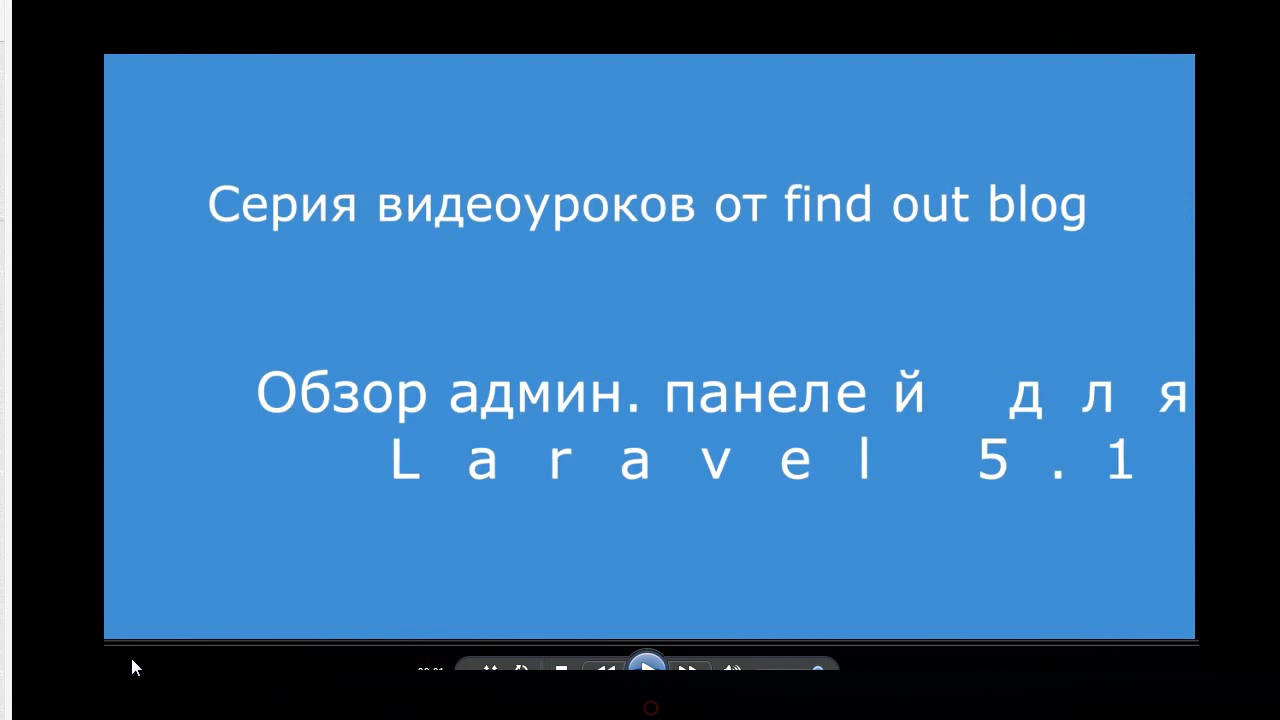 Серия видеоуроков от find out blog
Обзор админ. панелей для
Laravel 5.1